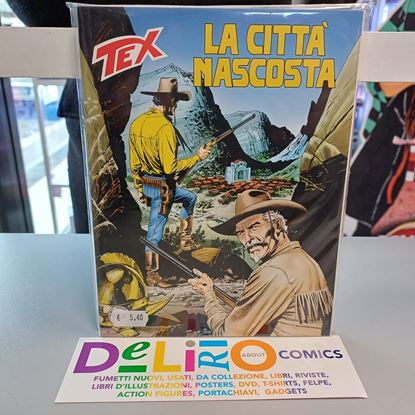 TEX
LA CITTÀ
NASCOSTA
€ 5,40
DeLiRiO ABOUT COMICS
FUMETTI NUOVI, USATI, DA COLLEZIONE, LIBRI, RIVISTE,
LIBRI D'ILLUSTRAZIONI, POSTERS, DVD, T-SHIRTS, FELPE,
ACTION FIGURES, PORTACHIAVI, GADGETS